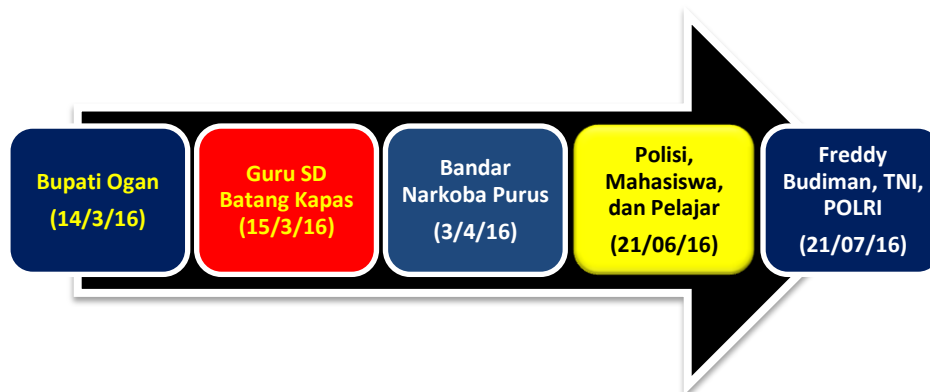 Bupati Ogan
(14/3/16)
Guru SD
Batang Kapas
(15/3/16)
Bandar
Narkoba Purus
(3/4/16)
Polisi,
Mahasiswa,
dan Pelajar
(21/06/16)
Freddy
Budiman, TNI,
POLRI
(21/07/16)